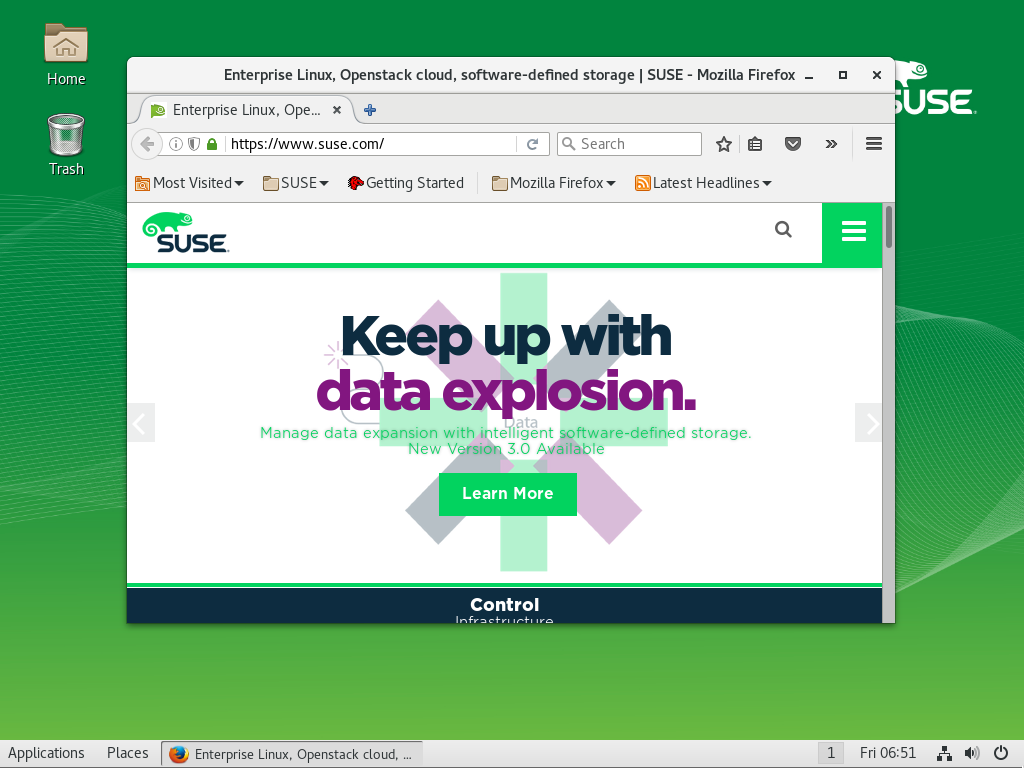 Home
Trash
SUSE
Enterprise Linux, Openstack cloud, software-defined storage | SUSE - Mozilla Firefox
Enterprise Linux, Ope...
https://www.suse.com/
Search
Most Visited
SUSE
Getting Started
Mozilla Firefox
Latest Headlines
SUSE
Keep up with
data explosion.
Data
Manage data expansion with intelligent software-defined storage.
New Version 3.0 Available
Learn More
Control
Infrastructure
Applications
Places
Enterprise Linux, Openstack cloud, ...
1
Fri 06:51